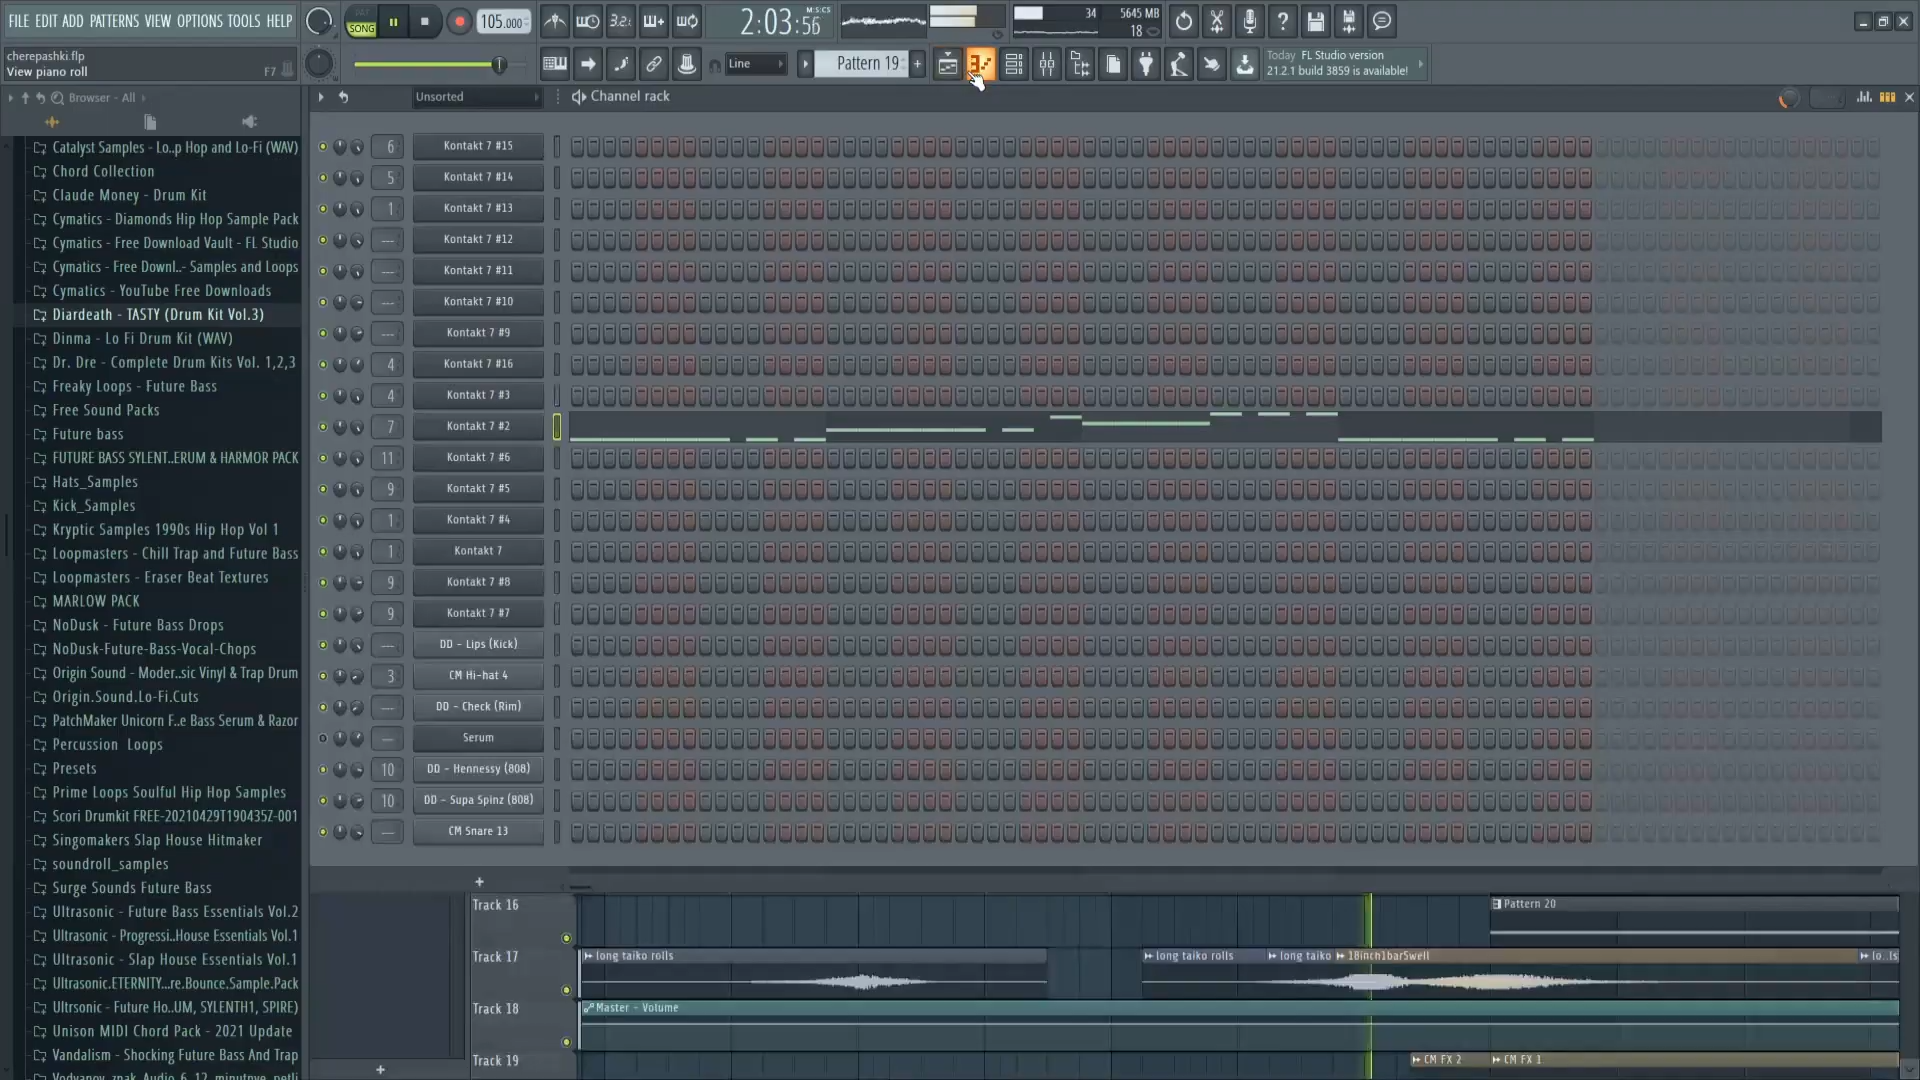 FILE EDIT ADD PATTERNS VIEW OPTIONS TOOLS HELP
SONG
105.000
3.2:
2:03:56
M:S:CS
34
5645 MB
18
cherepashki.flp
View piano roll
F7
Line
Pattern 19
Today FL Studio version
21.2.1 build 3859 is available!
Browser - All
Unsorted
Channel rack
Catalyst Samples - Lo..p Hop and Lo-Fi (WAV)
Chord Collection
Claude Money - Drum Kit
Cymatics - Diamonds Hip Hop Sample Pack
Cymatics - Free Download Vault - FL Studio
Cymatics - Free Downl..- Samples and Loops
Cymatics - YouTube Free Downloads
Diardeath - TASTY (Drum Kit Vol.3)
Dinma - Lo Fi Drum Kit (WAV)
Dr. Dre - Complete Drum Kits Vol. 1,2,3
Freaky Loops - Future Bass
Free Sound Packs
Future bass
FUTURE BASS SYLENT..ERUM & HARMOR PACK
Hats_Samples
Kick_Samples
Kryptic Samples 1990s Hip Hop Vol 1
Loopmasters - Chill Trap and Future Bass
Loopmasters - Eraser Beat Textures
MARLOW PACK
NoDusk - Future Bass Drops
NoDusk-Future-Bass-Vocal-Chops
Origin Sound - Moder..sic Vinyl & Trap Drum
Origin.Sound.Lo-Fi.Cuts
PatchMaker Unicorn F..e Bass Serum & Razor
Percussion Loops
Presets
Prime Loops Soulful Hip Hop Samples
Scori Drumkit FREE-20210429T190435Z-001
Singomakers Slap House Hitmaker
soundroll_samples
Surge Sounds Future Bass
Ultrasonic - Future Bass Essentials Vol.2
Ultrasonic - Progressi..House Essentials Vol.1
Ultrasonic - Slap House Essentials Vol.1
Ultrasonic.ETERNITY...re.Bounce.Sample.Pack
Ultrsonic - Future Ho..UM, SYLENTH1, SPIRE)
Unison MIDI Chord Pack - 2021 Update
Vandalism - Shocking Future Bass And Trap
6 Kontakt 7 #15
5 Kontakt 7 #14
1 Kontakt 7 #13
--- Kontakt 7 #12
--- Kontakt 7 #11
--- Kontakt 7 #10
--- Kontakt 7 #9
4 Kontakt 7 #16
4 Kontakt 7 #3
7 Kontakt 7 #2
11 Kontakt 7 #6
9 Kontakt 7 #5
1 Kontakt 7 #4
1 Kontakt 7
9 Kontakt 7 #8
9 Kontakt 7 #7
--- DD - Lips (Kick)
3 CM Hi-hat 4
--- DD - Check (Rim)
--- Serum
10 DD - Hennessy (808)
10 DD - Supa Spinz (808)
--- CM Snare 13
Track 16
Pattern 20
Track 17
long taiko rolls
long taiko rolls
long taiko
18inch1barSwell
lo..ls
Track 18
Master - Volume
Track 19
CM FX 2
CM FX 1